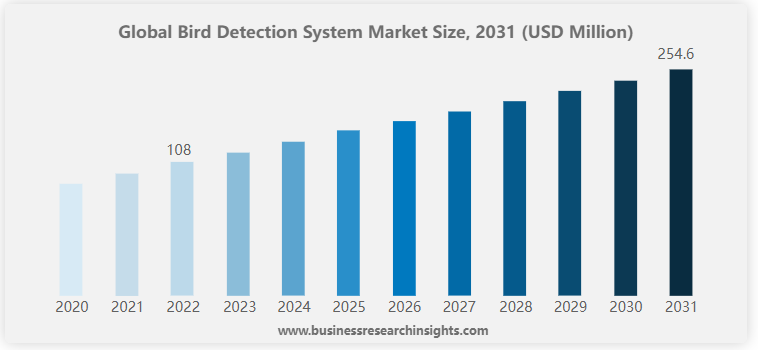 Global Bird Detection System Market Size, 2031 (USD Million)
254.6
108
2020 2021 2022 2023 2024 2025 2026 2027 2028 2029 2030 2031
www.businessresearchinsights.com